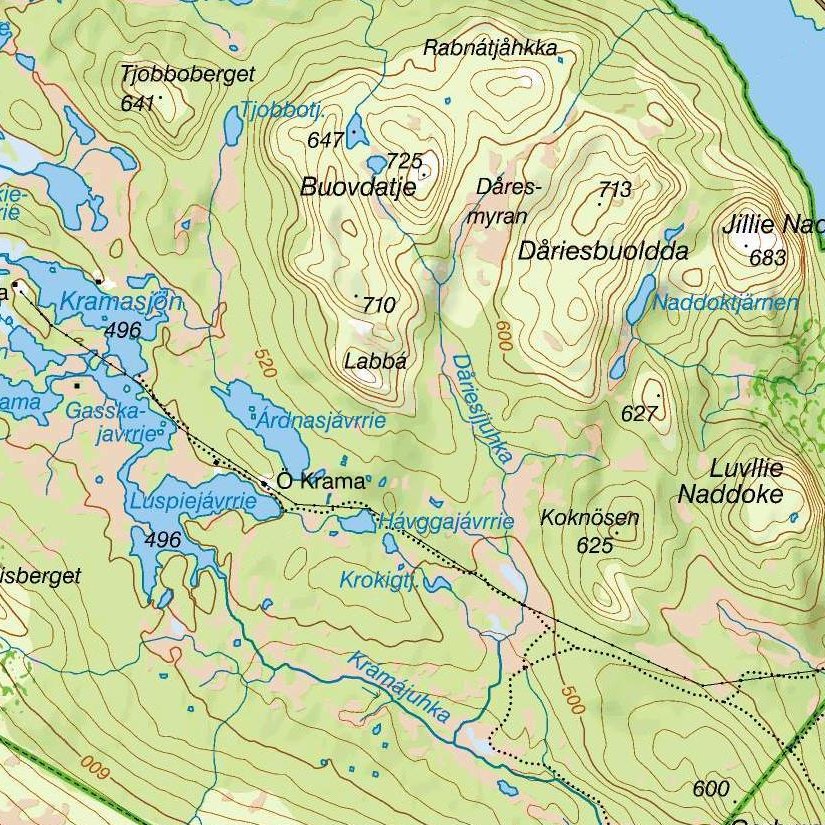 Rabnátjåhkka
Tjobboberget
641
Tjobbotj.
647
725
Buovdatje
Dåres-
myran
713
Jillie Nad
683
Dåriesbuoldda
Kramasjön
496
710
Naddoktjärnen
600
520
Labbá
Dåriesjjuhka
Gasska-
javrrie
627
Árdnasjávrrie
Ö Krama
Luvllie
Naddoke
Luspiejávrrie
Hávggajávrrie
Koknösen
625
496
isberget
Krokigtj.
Kramájuhka
500
600
600